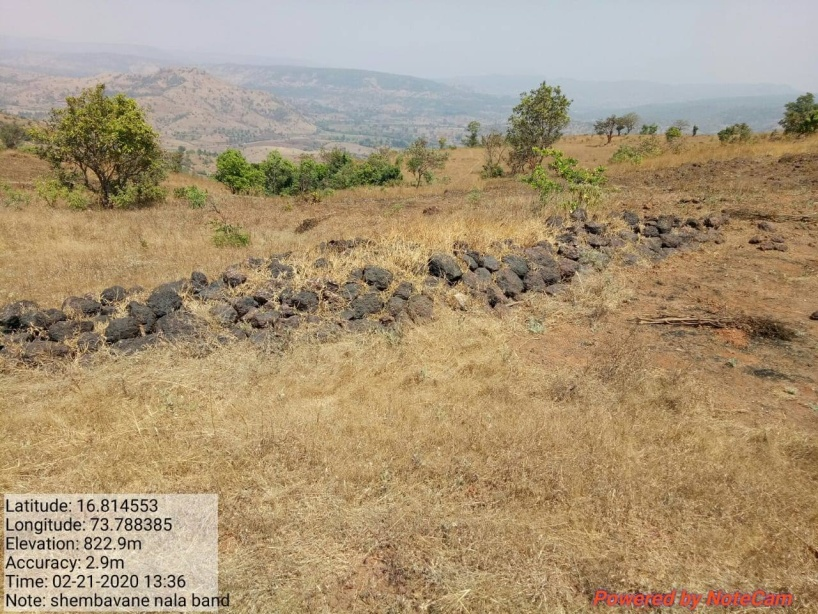 Latitude: 16.814553
Longitude: 73.788385
Elevation: 822.9m
Accuracy: 2.9m
Time: 02-21-2020 13:36
Note: shembavane nala band
Powered by NoteCam